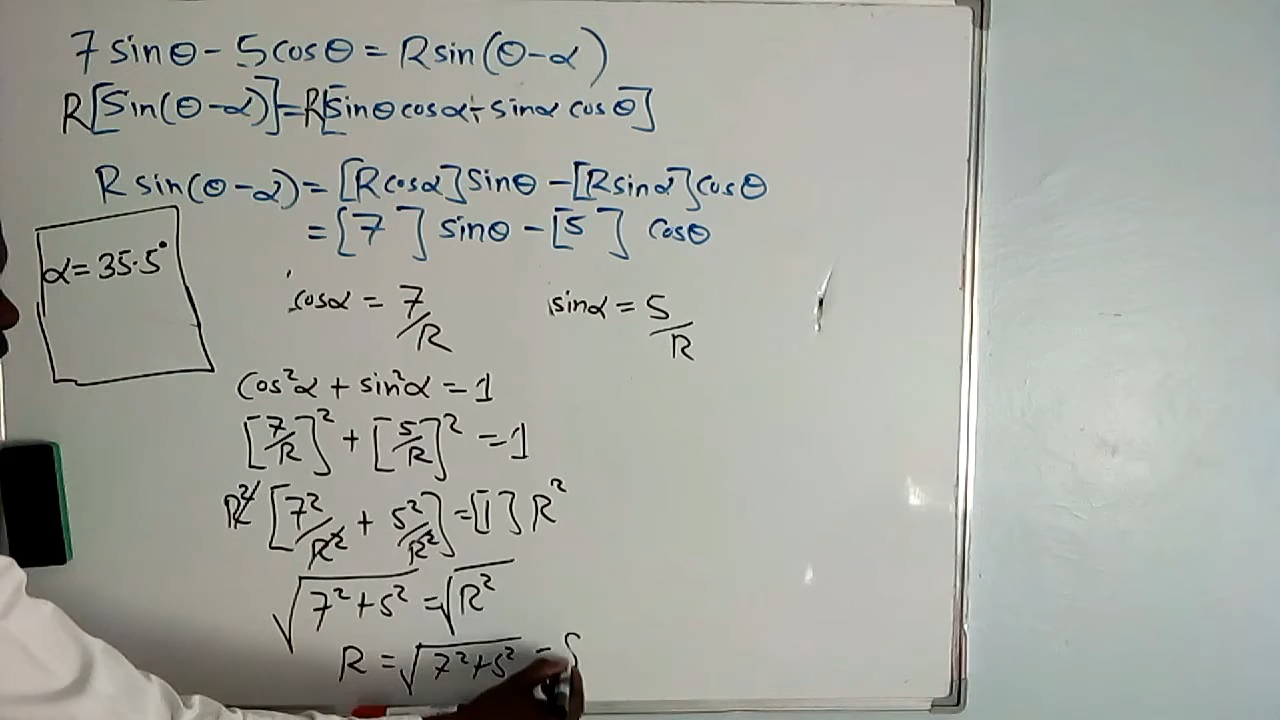 7 sinθ - 5 cosθ = R sin(θ-α)
R[Sin(θ-α)] = R[Sinθ cosα - sinα cosθ]
R sin(θ-α) = [R cosα] sinθ - [R sinα] cosθ
= [7] sinθ - [5] cosθ
α = 35.5°
cosα = 7/R sinα = 5/R
cos²α + sin²α = 1
[7/R]² + [5/R]² = 1
R² [7²/R² + 5²/R²] = [1] R²
√7²+5² = √R²
R = √7²+5² =